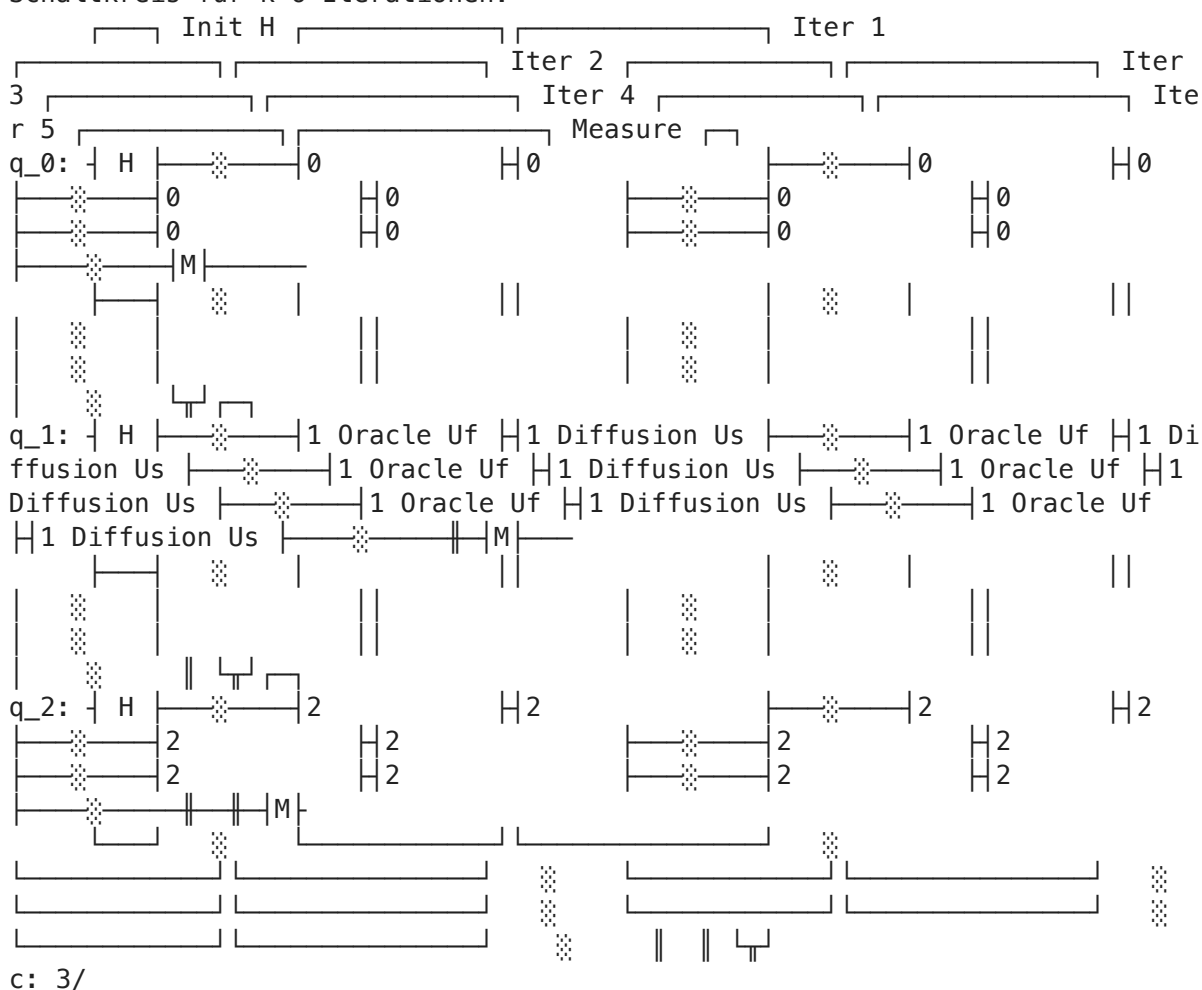 Init H Iter 1
Iter 2 Iter
3 Iter 4 Ite
r 5 Measure
q_0: H 0 0 0 0
0 0 0 0
0 0 0 0
M
q_1: H 1 Oracle Uf 1 Diffusion Us 1 Oracle Uf 1 Di
ffusion Us 1 Oracle Uf 1 Diffusion Us 1 Oracle Uf 1
Diffusion Us 1 Oracle Uf 1 Diffusion Us 1 Oracle Uf
1 Diffusion Us M
q_2: H 2 2 2 2
2 2 2 2
2 2 2 2
M
c: 3/